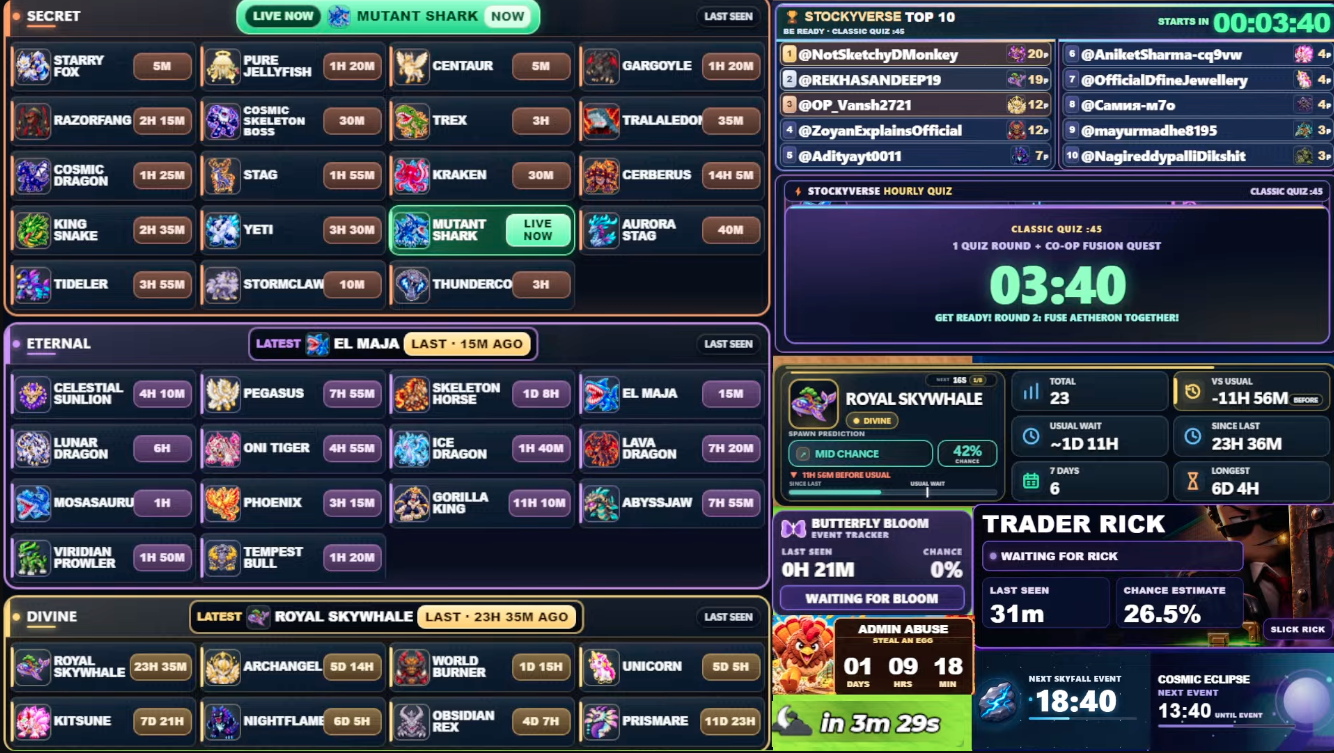 SECRET
LIVE NOW MUTANT SHARK NOW
LAST SEEN
STARRY FOX 5M
PURE JELLYFISH 1H 20M
CENTAUR 5M
GARGOYLE 1H 20M
RAZORFANG 2H 15M
COSMIC SKELETON BOSS 30M
TREX 3H
TRALALEDON 35M
COSMIC DRAGON 1H 25M
STAG 1H 55M
KRAKEN 30M
CERBERUS 14H 5M
KING SNAKE 2H 35M
YETI 3H 30M
MUTANT SHARK LIVE NOW
AURORA STAG 40M
TIDELER 3H 55M
STORMCLAW 10M
THUNDERCO 3H
ETERNAL
LATEST EL MAJA LAST · 15M AGO
LAST SEEN
CELESTIAL SUNLION 4H 10M
PEGASUS 7H 55M
SKELETON HORSE 1D 8H
EL MAJA 15M
LUNAR DRAGON 6H
ONI TIGER 4H 55M
ICE DRAGON 1H 40M
LAVA DRAGON 7H 20M
MOSASAURU 1H
PHOENIX 3H 15M
GORILLA KING 11H 10M
ABYSSJAW 7H 55M
VIRIDIAN PROWLER 1H 50M
TEMPEST BULL 1H 20M
DIVINE
LATEST ROYAL SKYWHALE LAST · 23H 35M AGO
LAST SEEN
ROYAL SKYWHALE 23H 35M
ARCHANGEL 5D 14H
WORLD BURNER 1D 15H
UNICORN 5D 5H
KITSUNE 7D 21H
NIGHTFLAME 6D 5H
OBSIDIAN REX 4D 7H
PRISMARE 11D 23H
STOCKYVERSE TOP 10
BE READY · CLASSIC QUIZ :45
STARTS IN 00:03:40
1 @NotSketchyDMonkey 20P
2 @REKHASANDEEP19 19P
3 @OP_Vansh2721 12P
4 @ZoyanExplainsOfficial 12P
5 @Adityayt0011 7P
6 @AniketSharma-cq9vw 4P
7 @OfficialDfineJewellery 4P
8 @Самия-м7о 4P
9 @mayurmadhe8195 3P
10 @NagireddypalliDikshit 3P
STOCKYVERSE HOURLY QUIZ
CLASSIC QUIZ :45
CLASSIC QUIZ :45
1 QUIZ ROUND + CO-OP FUSION QUEST
03:40
GET READY! ROUND 2: FUSE AETHERON TOGETHER!
NEXT 16S 1/8
ROYAL SKYWHALE
DIVINE
SPAWN PREDICTION
MID CHANCE
42% CHANCE
11H 56M BEFORE USUAL
SINCE LAST
USUAL WAIT
TOTAL
23
VS USUAL
-11H 56M BEFORE
USUAL WAIT
~1D 11H
SINCE LAST
23H 36M
7 DAYS
6
LONGEST
6D 4H
BUTTERFLY BLOOM
EVENT TRACKER
LAST SEEN
0H 21M
CHANCE
0%
WAITING FOR BLOOM
TRADER RICK
WAITING FOR RICK
LAST SEEN
31m
CHANCE ESTIMATE
26.5%
SLICK RICK
ADMIN ABUSE
STEAL AN EGG
01 09 18
DAYS HRS MIN
in 3m 29s
NEXT SKYFALL EVENT
18:40
COSMIC ECLIPSE
NEXT EVENT
13:40 UNTIL EVENT